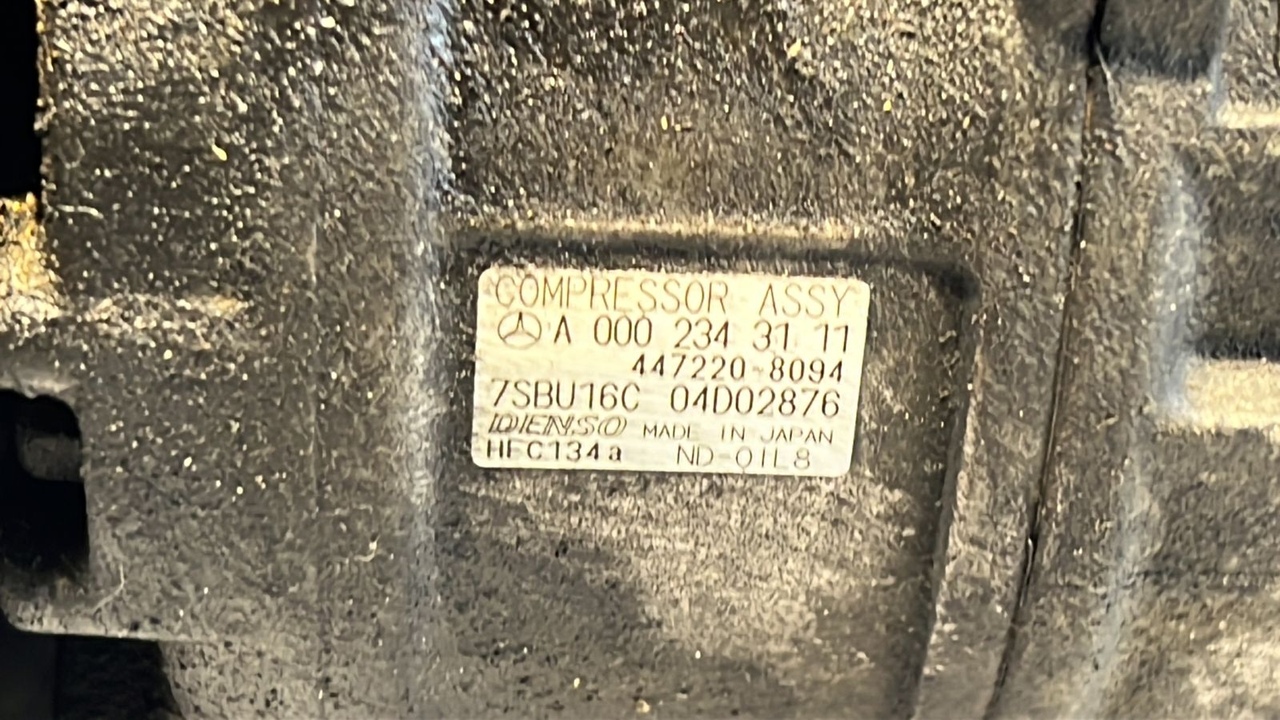 COMPRESSOR ASSY
A 000 234 31 11
447220-8094
7SBU16C 04D02876
DENSO MADE IN JAPAN
HFC134a ND-OIL8